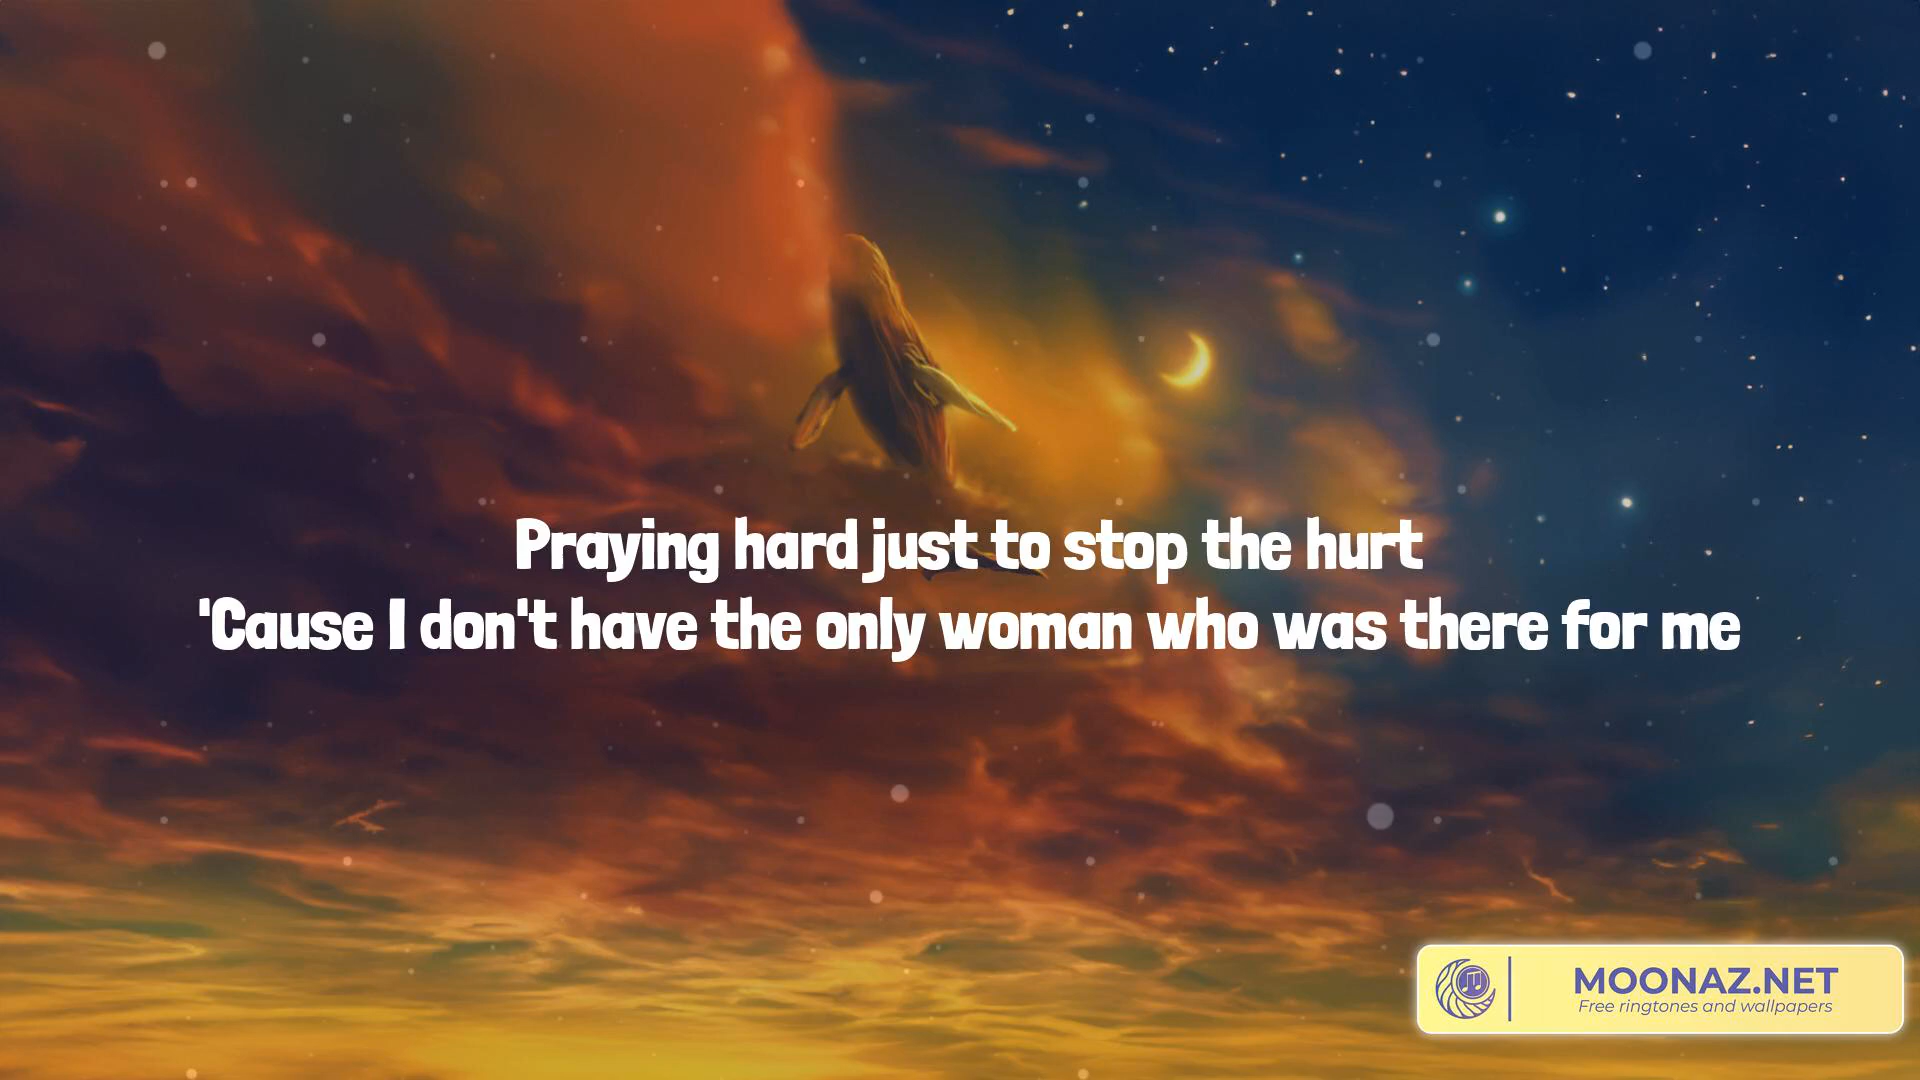 Praying hard just to stop the hurt
'Cause I don't have the only woman who was there for me
MOONAZ.NET
Free ringtones and wallpapers